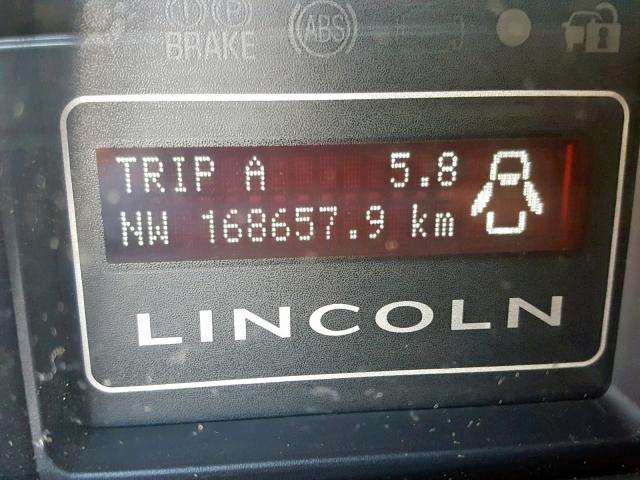 BRAKE ABS
TRIP A 5.8
NW 168657.9 km
LINCOLN